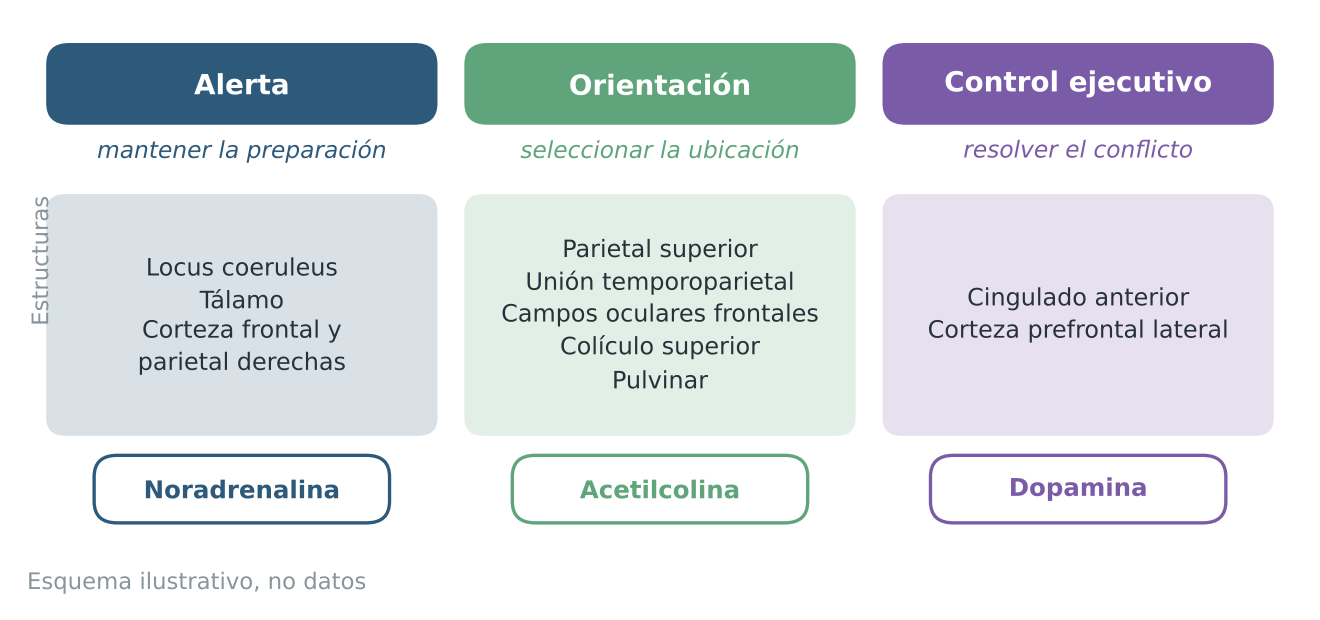 Alerta
mantener la preparación
Estructuras
Locus coeruleus
Tálamo
Corteza frontal y
parietal derechas
Noradrenalina
Orientación
seleccionar la ubicación
Parietal superior
Unión temporoparietal
Campos oculares frontales
Colículo superior
Pulvinar
Acetilcolina
Control ejecutivo
resolver el conflicto
Cingulado anterior
Corteza prefrontal lateral
Dopamina
Esquema ilustrativo, no datos